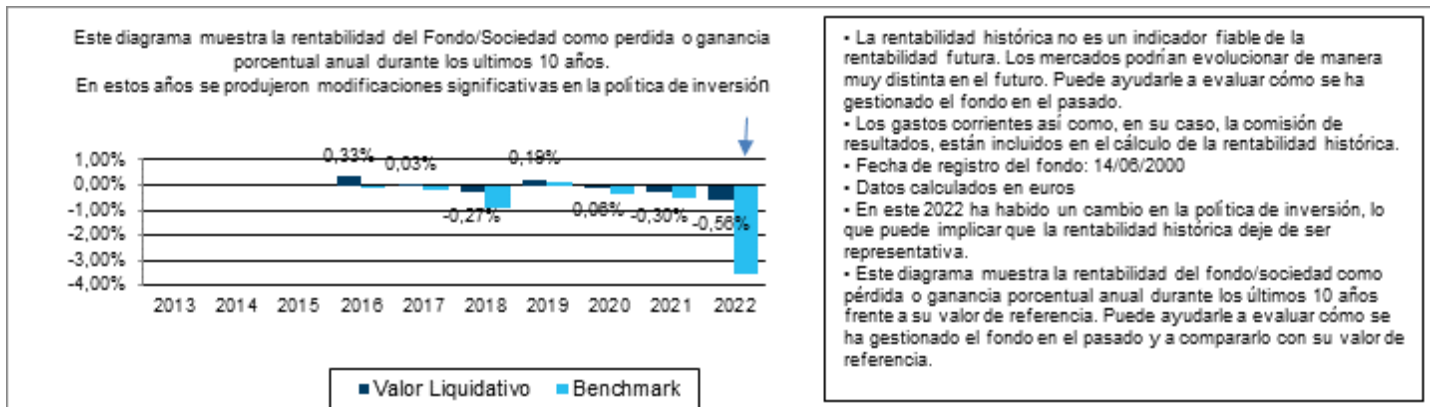 Este diagrama muestra la rentabilidad del Fondo/Sociedad como perdida o ganancia
porcentual anual durante los ultimos 10 años.
En estos años se produjeron modificaciones significativas en la política de inversión
0,33%
0,03%
0,19%
-0,27%
0,06%
-0,30%
-0,56%
1,00%
0,00%
-1,00%
-2,00%
-3,00%
-4,00%
2013 2014 2015 2016 2017 2018 2019 2020 2021 2022
Valor Liquidativo Benchmark
▪ La rentabilidad histórica no es un indicador fiable de la
rentabilidad futura. Los mercados podrían evolucionar de manera
muy distinta en el futuro. Puede ayudarle a evaluar cómo se ha
gestionado el fondo en el pasado.
▪ Los gastos corrientes así como, en su caso, la comisión de
resultados, están incluidos en el cálculo de la rentabilidad histórica.
▪ Fecha de registro del fondo: 14/06/2000
▪ Datos calculados en euros
▪ En este 2022 ha habido un cambio en la política de inversión, lo
que puede implicar que la rentabilidad histórica deje de ser
representativa.
▪ Este diagrama muestra la rentabilidad del fondo/sociedad como
pérdida o ganancia porcentual anual durante los últimos 10 años
frente a su valor de referencia. Puede ayudarle a evaluar cómo se
ha gestionado el fondo en el pasado y a compararlo con su valor de
referencia.